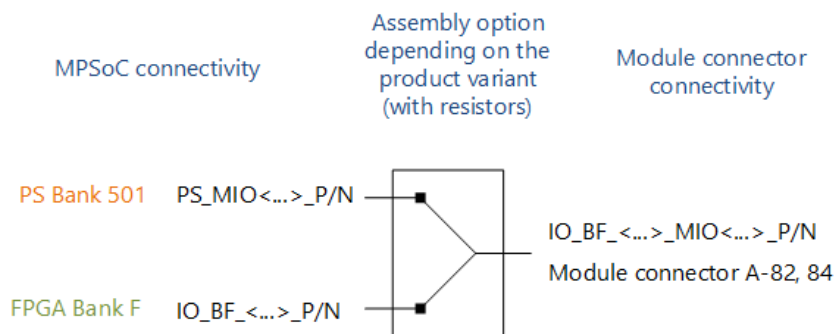 MPSoC connectivity
Assembly option
depending on the
product variant
(with resistors)
Module connector
connectivity
PS Bank 501 PS_MIO<...>_P/N
IO_BF_<...>_MIO<...>_P/N
Module connector A-82, 84
FPGA Bank F IO_BF_<...>_P/N